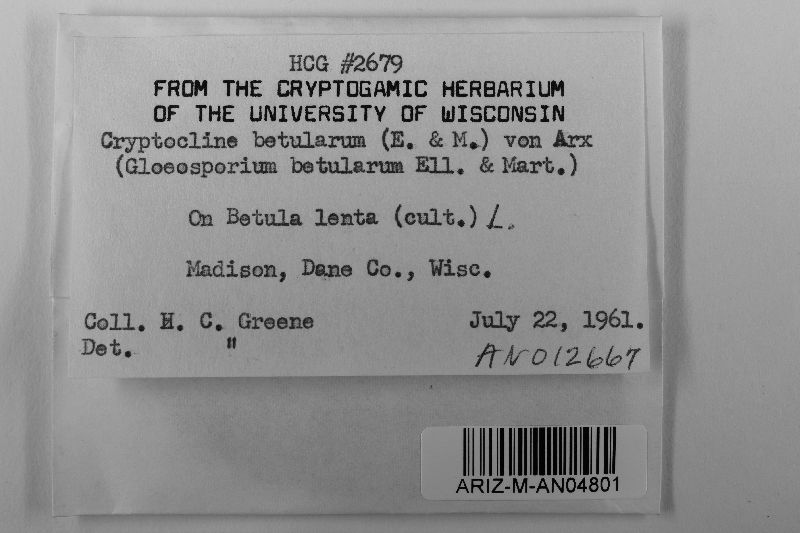 HCG #2679
FROM THE CRYPTOGAMIC HERBARIUM
OF THE UNIVERSITY OF WISCONSIN
Cryptocline betularum (E. & M.) von Arx
(Gloeosporium betularum Ell. & Mart.)
On Betula lenta (cult.) L.
Madison, Dane Co., Wisc.
Coll. H. C. Greene July 22, 1961.
Det. " AN012667
ARIZ-M-AN04801